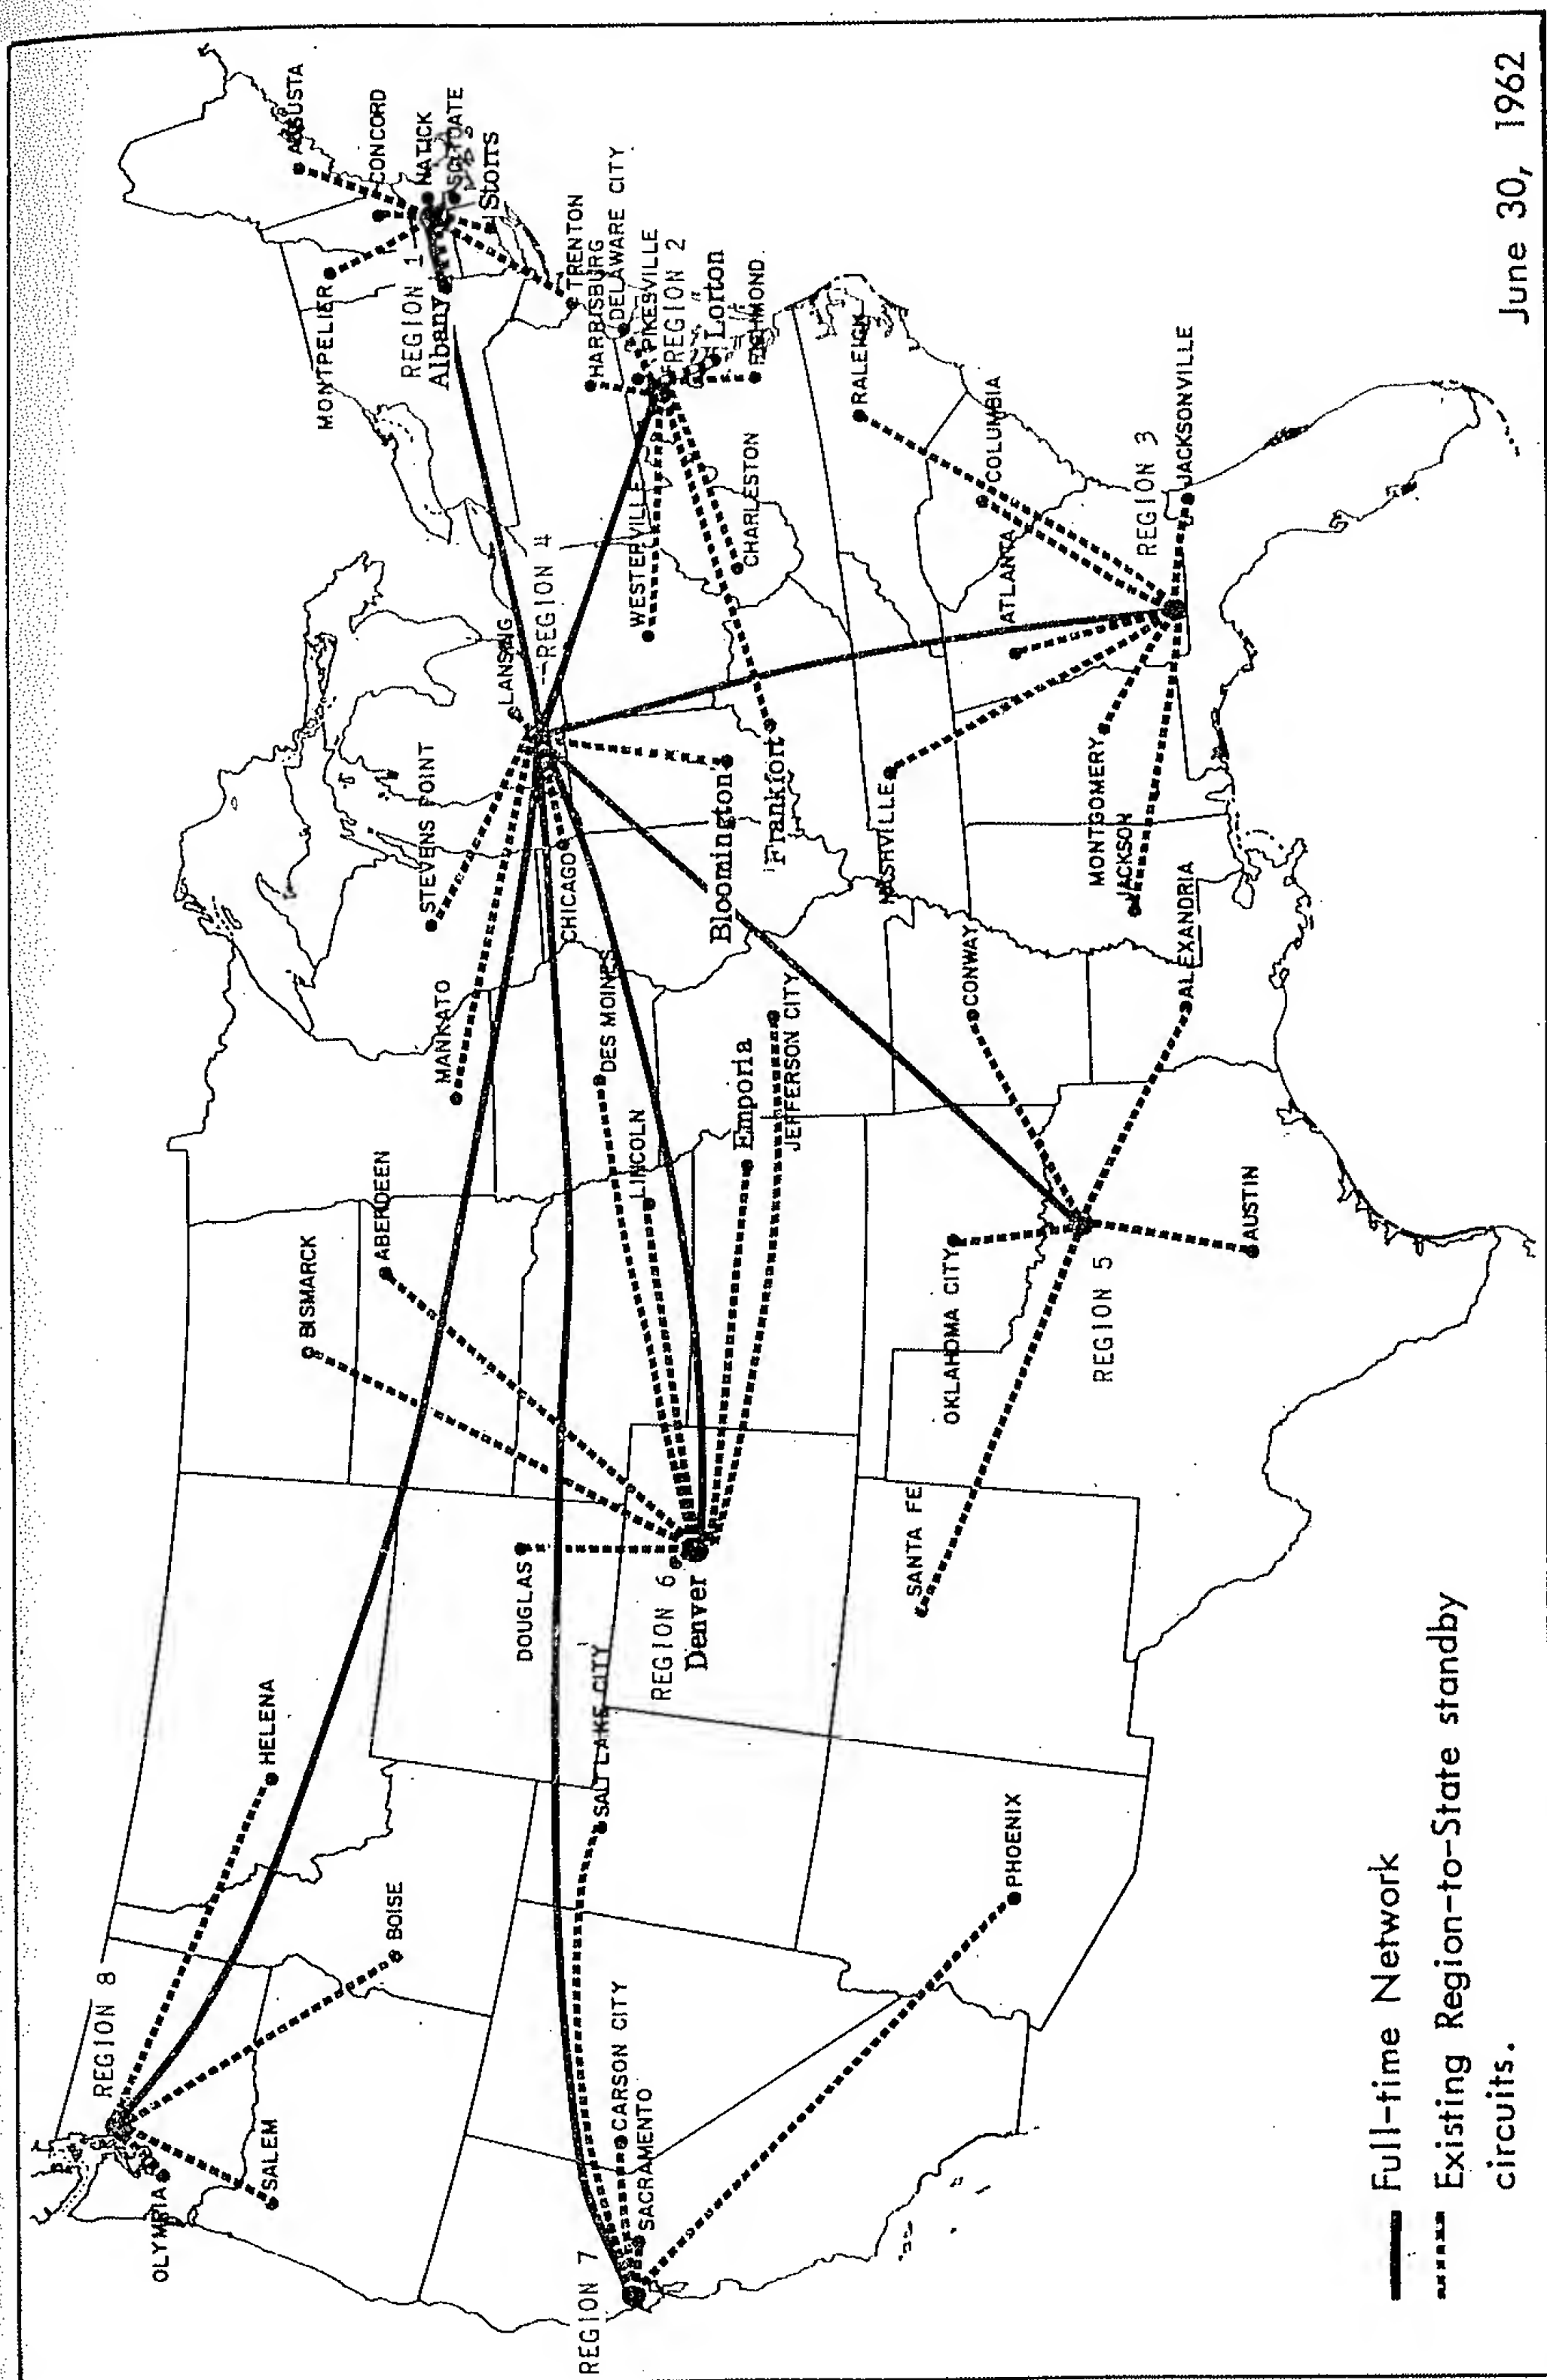 REGION 8
OLYMPIA
SALEM
HELENA
BOISE
REGION 7
CARSON CITY
SACRAMENTO
SALT LAKE CITY
PHOENIX
DOUGLAS
REGION 6
Denver
BISMARCK
ABERDEEN
LINCOLN
DES MOINES
Emporia
JEFFERSON CITY
SANTA FE
OKLAHOMA CITY
REGION 5
AUSTIN
CONWAY
ALEXANDRIA
MANKATO
STEVENS POINT
CHICAGO
LANSING
REGION 4
Bloomington
Frankfort
WESTERVILLE
CHARLESTON
NASHVILLE
MONTGOMERY
JACKSON
ATLANTA
COLUMBIA
RALEIGH
REGION 3
JACKSONVILLE
MONTPELIER
AUGUSTA
CONCORD
NATICK
SCITUATE
Storrs
REGION 1
Albany
TRENTON
HARRISBURG
DELAWARE CITY
PIKESVILLE
REGION 2
Lorton
RICHMOND
Full-time Network
Existing Region-to-State standby
circuits.
June 30, 1962